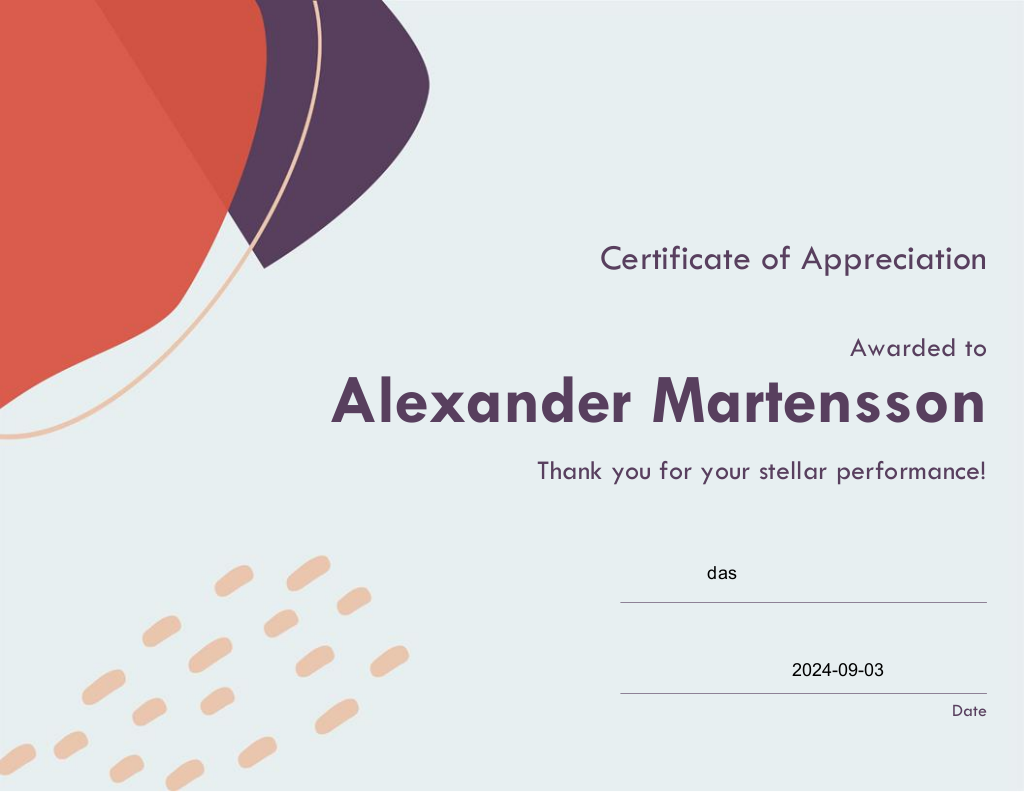 Certificate of Appreciation
Awarded to
Alexander Martensson
Thank you for your stellar performance!
das
2024-09-03
Date